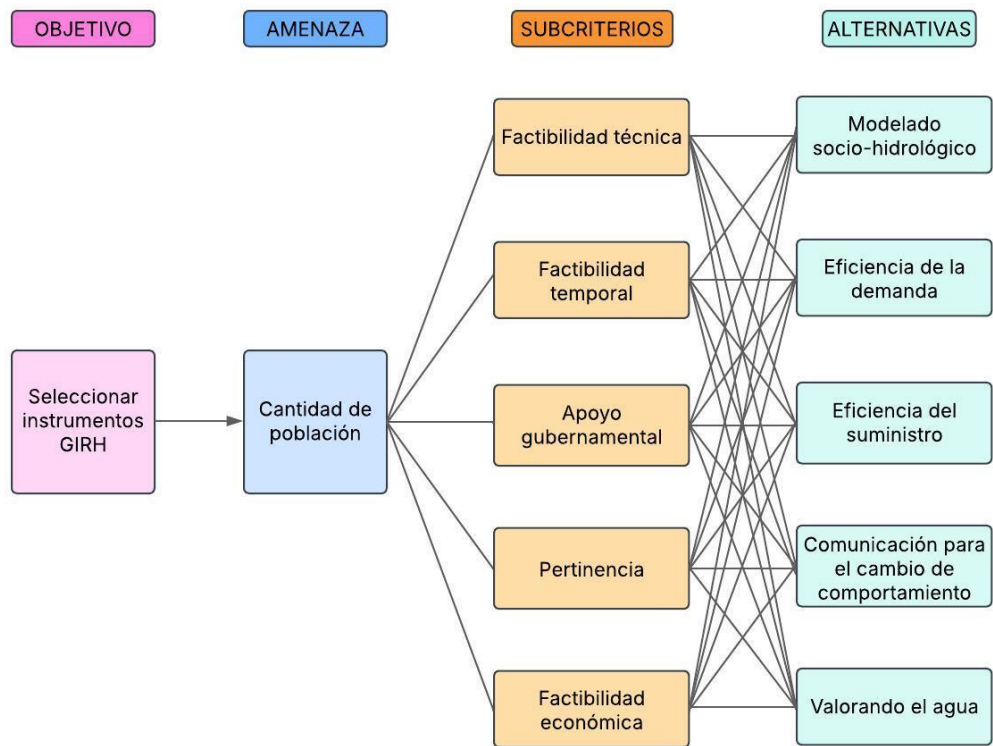 OBJETIVO
AMENAZA
SUBCRITERIOS
ALTERNATIVAS
Seleccionar
instrumentos
GIRH
Cantidad de
población
Factibilidad técnica
Factibilidad
temporal
Apoyo
gubernamental
Pertinencia
Factibilidad
económica
Modelado
socio-hidrológico
Eficiencia de la
demanda
Eficiencia del
suministro
Comunicación para
el cambio de
comportamiento
Valorando el agua